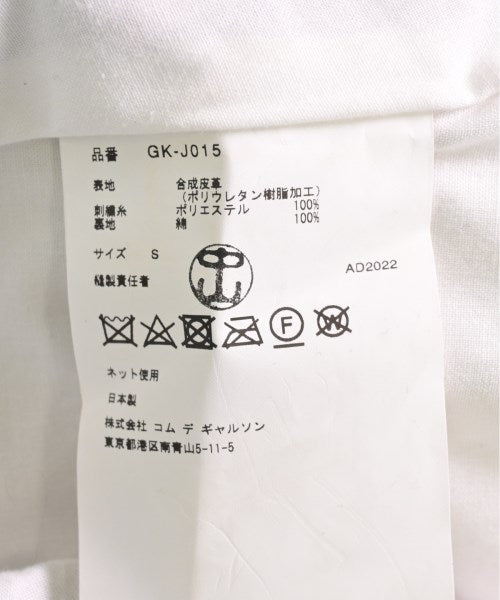 品番 GK-J015
表地 合成皮革
(ポリウレタン樹脂加工)
刺繍糸 ポリエステル 100%
裏地 綿 100%
サイズ S
縫製責任者
AD2022
F W
ネット使用
日本製
株式会社 コム デ ギャルソン
東京都港区南青山5-11-5